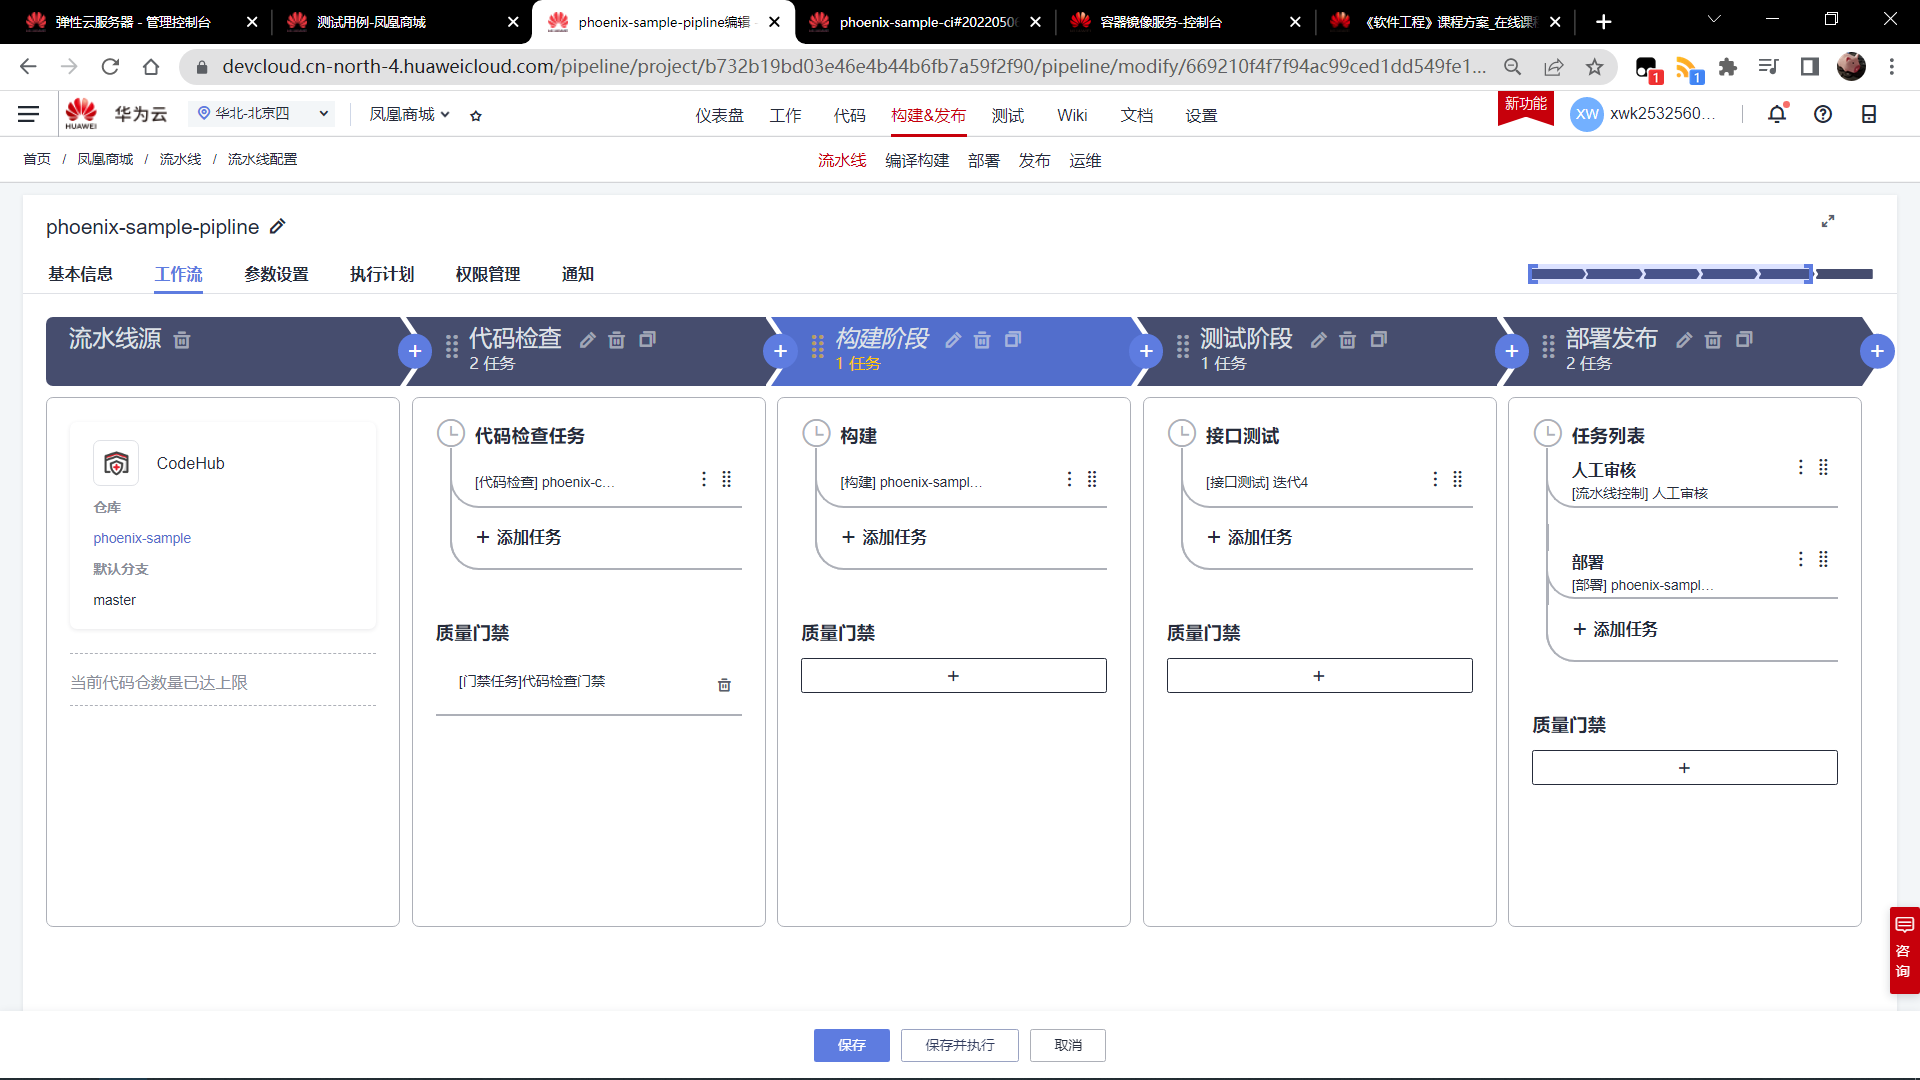 弹性云服务器 - 管理控制台
测试用例-凤凰商城
phoenix-sample-pipline编辑
phoenix-sample-ci#2022050
容器镜像服务-控制台
《软件工程》课程方案_在线课
devcloud.cn-north-4.huaweicloud.com/pipeline/project/b732b19bd03e46e4b44b6fb7a59f2f90/pipeline/modify/669210f4f7f94ac99ced1dd549fe1...
1
1
HUAWEI
华为云
华北-北京四
凤凰商城
仪表盘
工作
代码
构建&发布
测试
Wiki
文档
设置
新功能
XW
xwk2532560...
首页 / 凤凰商城 / 流水线 / 流水线配置
流水线
编译构建
部署
发布
运维
phoenix-sample-pipline
基本信息
工作流
参数设置
执行计划
权限管理
通知
流水线源
代码检查
2 任务
构建阶段
1 任务
测试阶段
1 任务
部署发布
2 任务
CodeHub
仓库
phoenix-sample
默认分支
master
当前代码仓数量已达上限
代码检查任务
[代码检查] phoenix-c...
+ 添加任务
质量门禁
[门禁任务]代码检查门禁
构建
[构建] phoenix-sampl...
+ 添加任务
质量门禁
+
接口测试
[接口测试] 迭代4
+ 添加任务
质量门禁
+
任务列表
人工审核
[流水线控制] 人工审核
部署
[部署] phoenix-sampl...
+ 添加任务
质量门禁
+
咨询
保存
保存并执行
取消